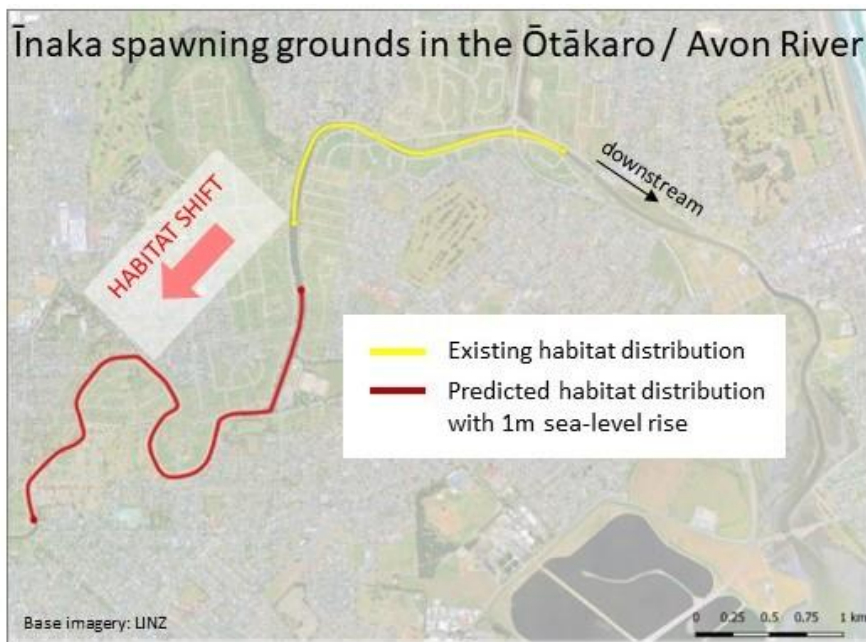 Īnaka spawning grounds in the Ōtākaro / Avon River
downstream
HABITAT SHIFT
Existing habitat distribution
Predicted habitat distribution
with 1m sea-level rise
Base imagery: LINZ
0 0.25 0.5 0.75 1 km